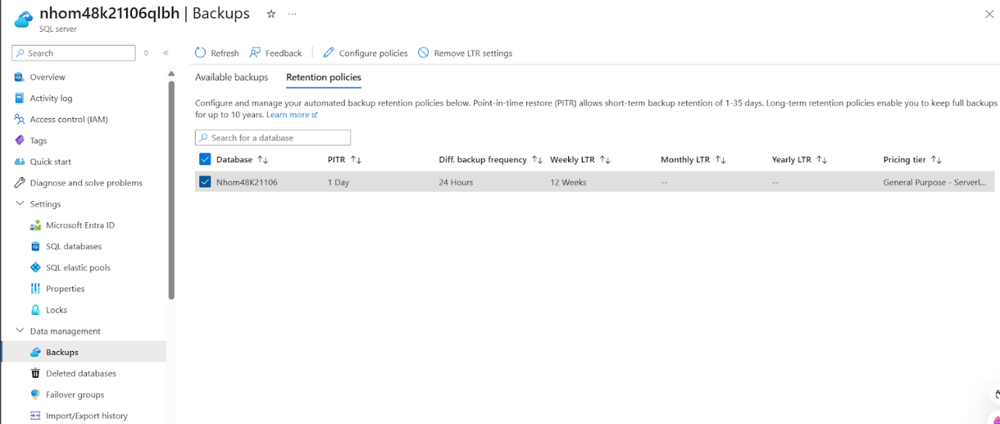 nhom48k21106qlbh | Backups
SQL server
Search
Overview
Activity log
Access control (IAM)
Tags
Quick start
Diagnose and solve problems
Settings
Microsoft Entra ID
SQL databases
SQL elastic pools
Properties
Locks
Data management
Backups
Deleted databases
Failover groups
Import/Export history
Refresh Feedback Configure policies Remove LTR settings
Available backups Retention policies
Configure and manage your automated backup retention policies below. Point-in-time restore (PITR) allows short-term backup retention of 1-35 days. Long-term retention policies enable you to keep full backups
for up to 10 years. Learn more
Search for a database
Database PITR Diff. backup frequency Weekly LTR Monthly LTR Yearly LTR Pricing tier
Nhom48K21106 1 Day 24 Hours 12 Weeks -- -- General Purpose - Serverl...